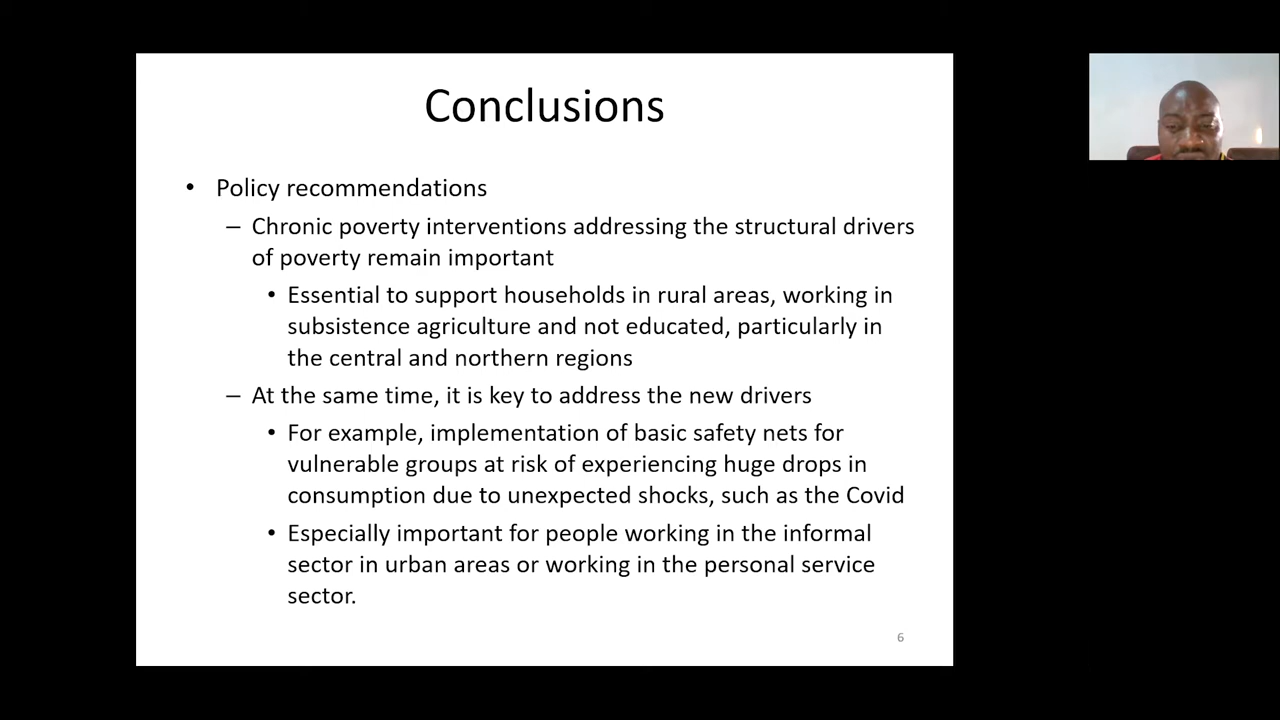 Conclusions
• Policy recommendations
– Chronic poverty interventions addressing the structural drivers
of poverty remain important
• Essential to support households in rural areas, working in
subsistence agriculture and not educated, particularly in
the central and northern regions
– At the same time, it is key to address the new drivers
• For example, implementation of basic safety nets for
vulnerable groups at risk of experiencing huge drops in
consumption due to unexpected shocks, such as the Covid
• Especially important for people working in the informal
sector in urban areas or working in the personal service
sector.
6